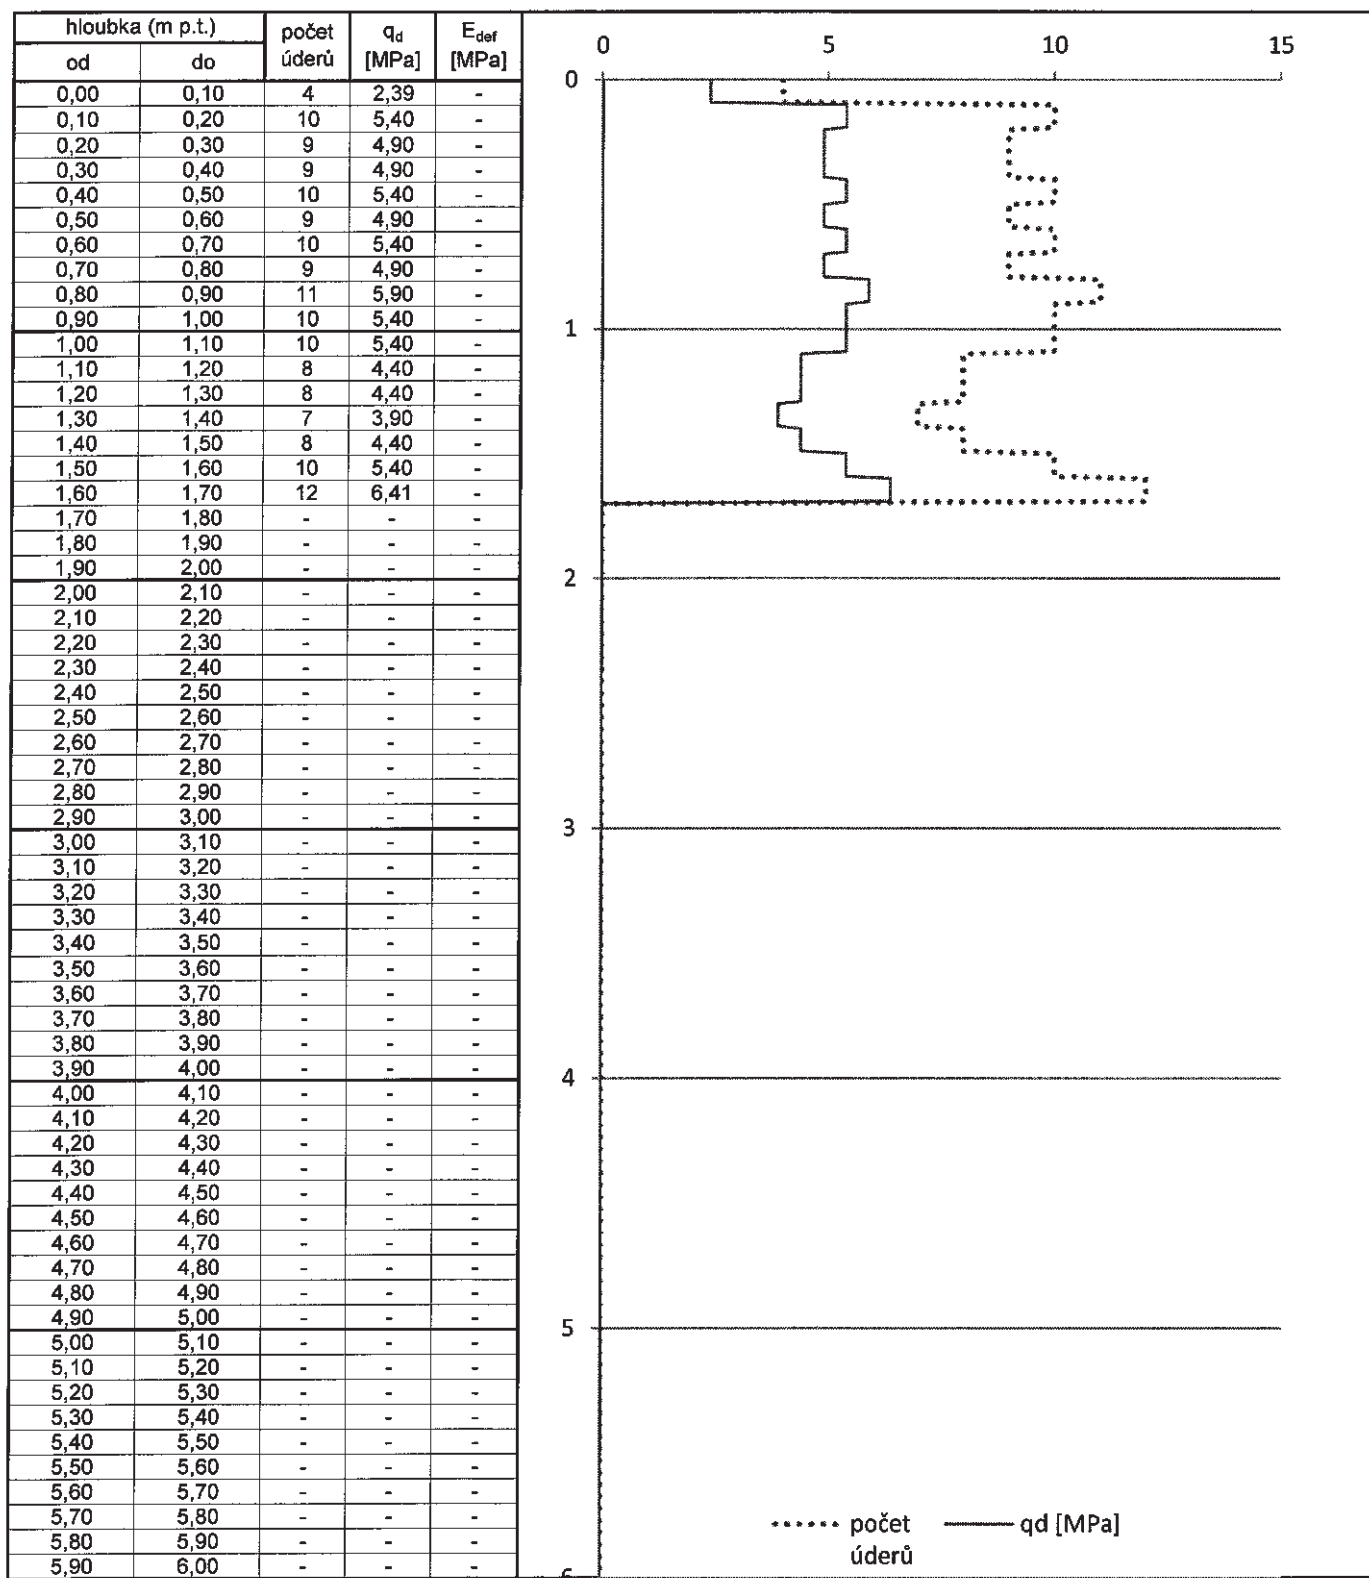 hloubka (m p.t.) počet úderů qd [MPa] Edef [MPa]
od do
0,00 0,10 4 2,39 -
0,10 0,20 10 5,40 -
0,20 0,30 9 4,90 -
0,30 0,40 9 4,90 -
0,40 0,50 10 5,40 -
0,50 0,60 9 4,90 -
0,60 0,70 10 5,40 -
0,70 0,80 9 4,90 -
0,80 0,90 11 5,90 -
0,90 1,00 10 5,40 -
1,00 1,10 10 5,40 -
1,10 1,20 8 4,40 -
1,20 1,30 8 4,40 -
1,30 1,40 7 3,90 -
1,40 1,50 8 4,40 -
1,50 1,60 10 5,40 -
1,60 1,70 12 6,41 -
1,70 1,80 - - -
1,80 1,90 - - -
1,90 2,00 - - -
2,00 2,10 - - -
2,10 2,20 - - -
2,20 2,30 - - -
2,30 2,40 - - -
2,40 2,50 - - -
2,50 2,60 - - -
2,60 2,70 - - -
2,70 2,80 - - -
2,80 2,90 - - -
2,90 3,00 - - -
3,00 3,10 - - -
3,10 3,20 - - -
3,20 3,30 - - -
3,30 3,40 - - -
3,40 3,50 - - -
3,50 3,60 - - -
3,60 3,70 - - -
3,70 3,80 - - -
3,80 3,90 - - -
3,90 4,00 - - -
4,00 4,10 - - -
4,10 4,20 - - -
4,20 4,30 - - -
4,30 4,40 - - -
4,40 4,50 - - -
4,50 4,60 - - -
4,60 4,70 - - -
4,70 4,80 - - -
4,80 4,90 - - -
4,90 5,00 - - -
5,00 5,10 - - -
5,10 5,20 - - -
5,20 5,30 - - -
5,30 5,40 - - -
5,40 5,50 - - -
5,50 5,60 - - -
5,60 5,70 - - -
5,70 5,80 - - -
5,80 5,90 - - -
5,90 6,00 - - -
0 5 10 15
0
1
2
3
4
5
6
počet úderů
qd [MPa]